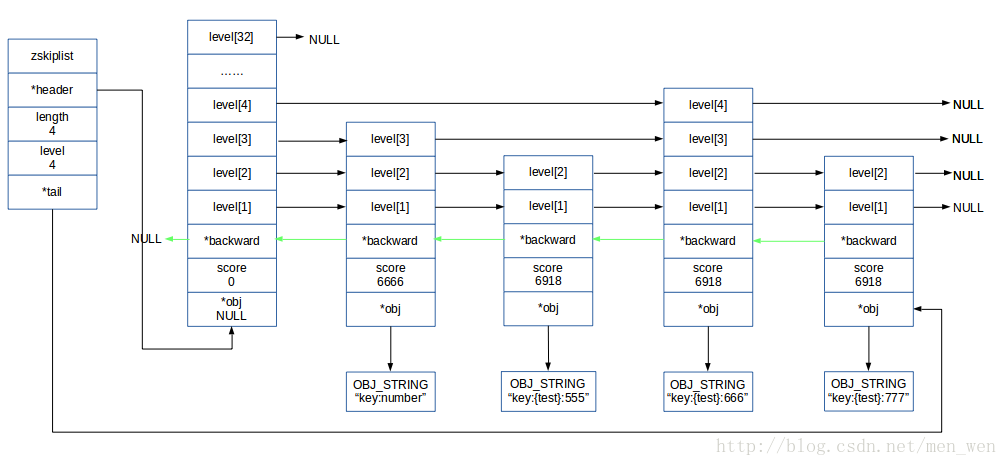 zskiplist
*header
length
4
level
4
*tail
level[32]
NULL
......
level[4]
level[3]
level[2]
level[1]
NULL
*backward
score
0
*obj
NULL
level[3]
level[2]
level[1]
*backward
score
6666
*obj
OBJ_STRING
“key:number”
level[2]
level[1]
*backward
score
6918
*obj
OBJ_STRING
“key:{test}:555”
level[4]
level[3]
level[2]
level[1]
*backward
score
6918
*obj
OBJ_STRING
“key:{test}:666”
level[2]
level[1]
*backward
score
6918
*obj
OBJ_STRING
“key:{test}:777”
NULL
NULL
NULL
NULL
http://blog.csdn.net/men_wen